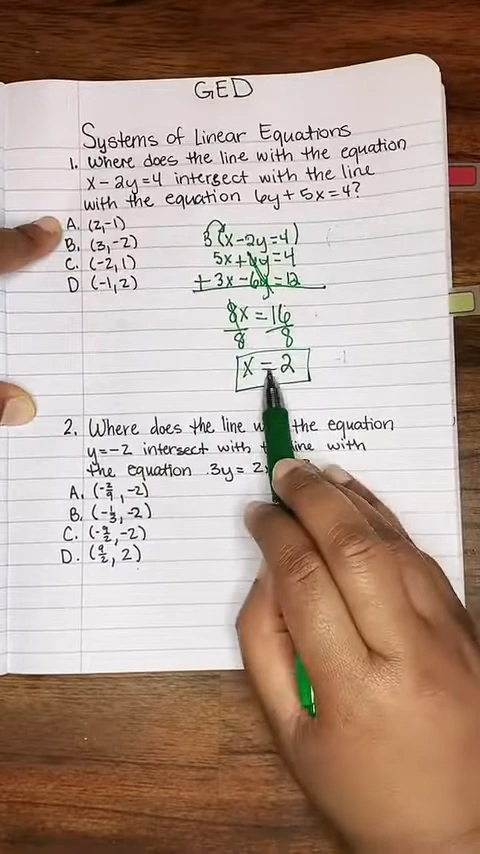 GED
Systems of Linear Equations
1. Where does the line with the equation
x - 2y = 4 intersect with the line
with the equation 6y + 5x = 4?
A. (2, -1)
B. (3, -2)
C. (-2, 1)
D (-1, 2)
3(x - 2y = 4)
5x + 6y = 4
+ 3x - 6y = 12
8x = 16
8 8
x = 2
2. Where does the line the equation
y = -2 intersect with line with
the equation 3y = 2
A. (-2/9, -2)
B. (-1/3, -2)
C. (-9/2, -2)
D. (9/2, 2)